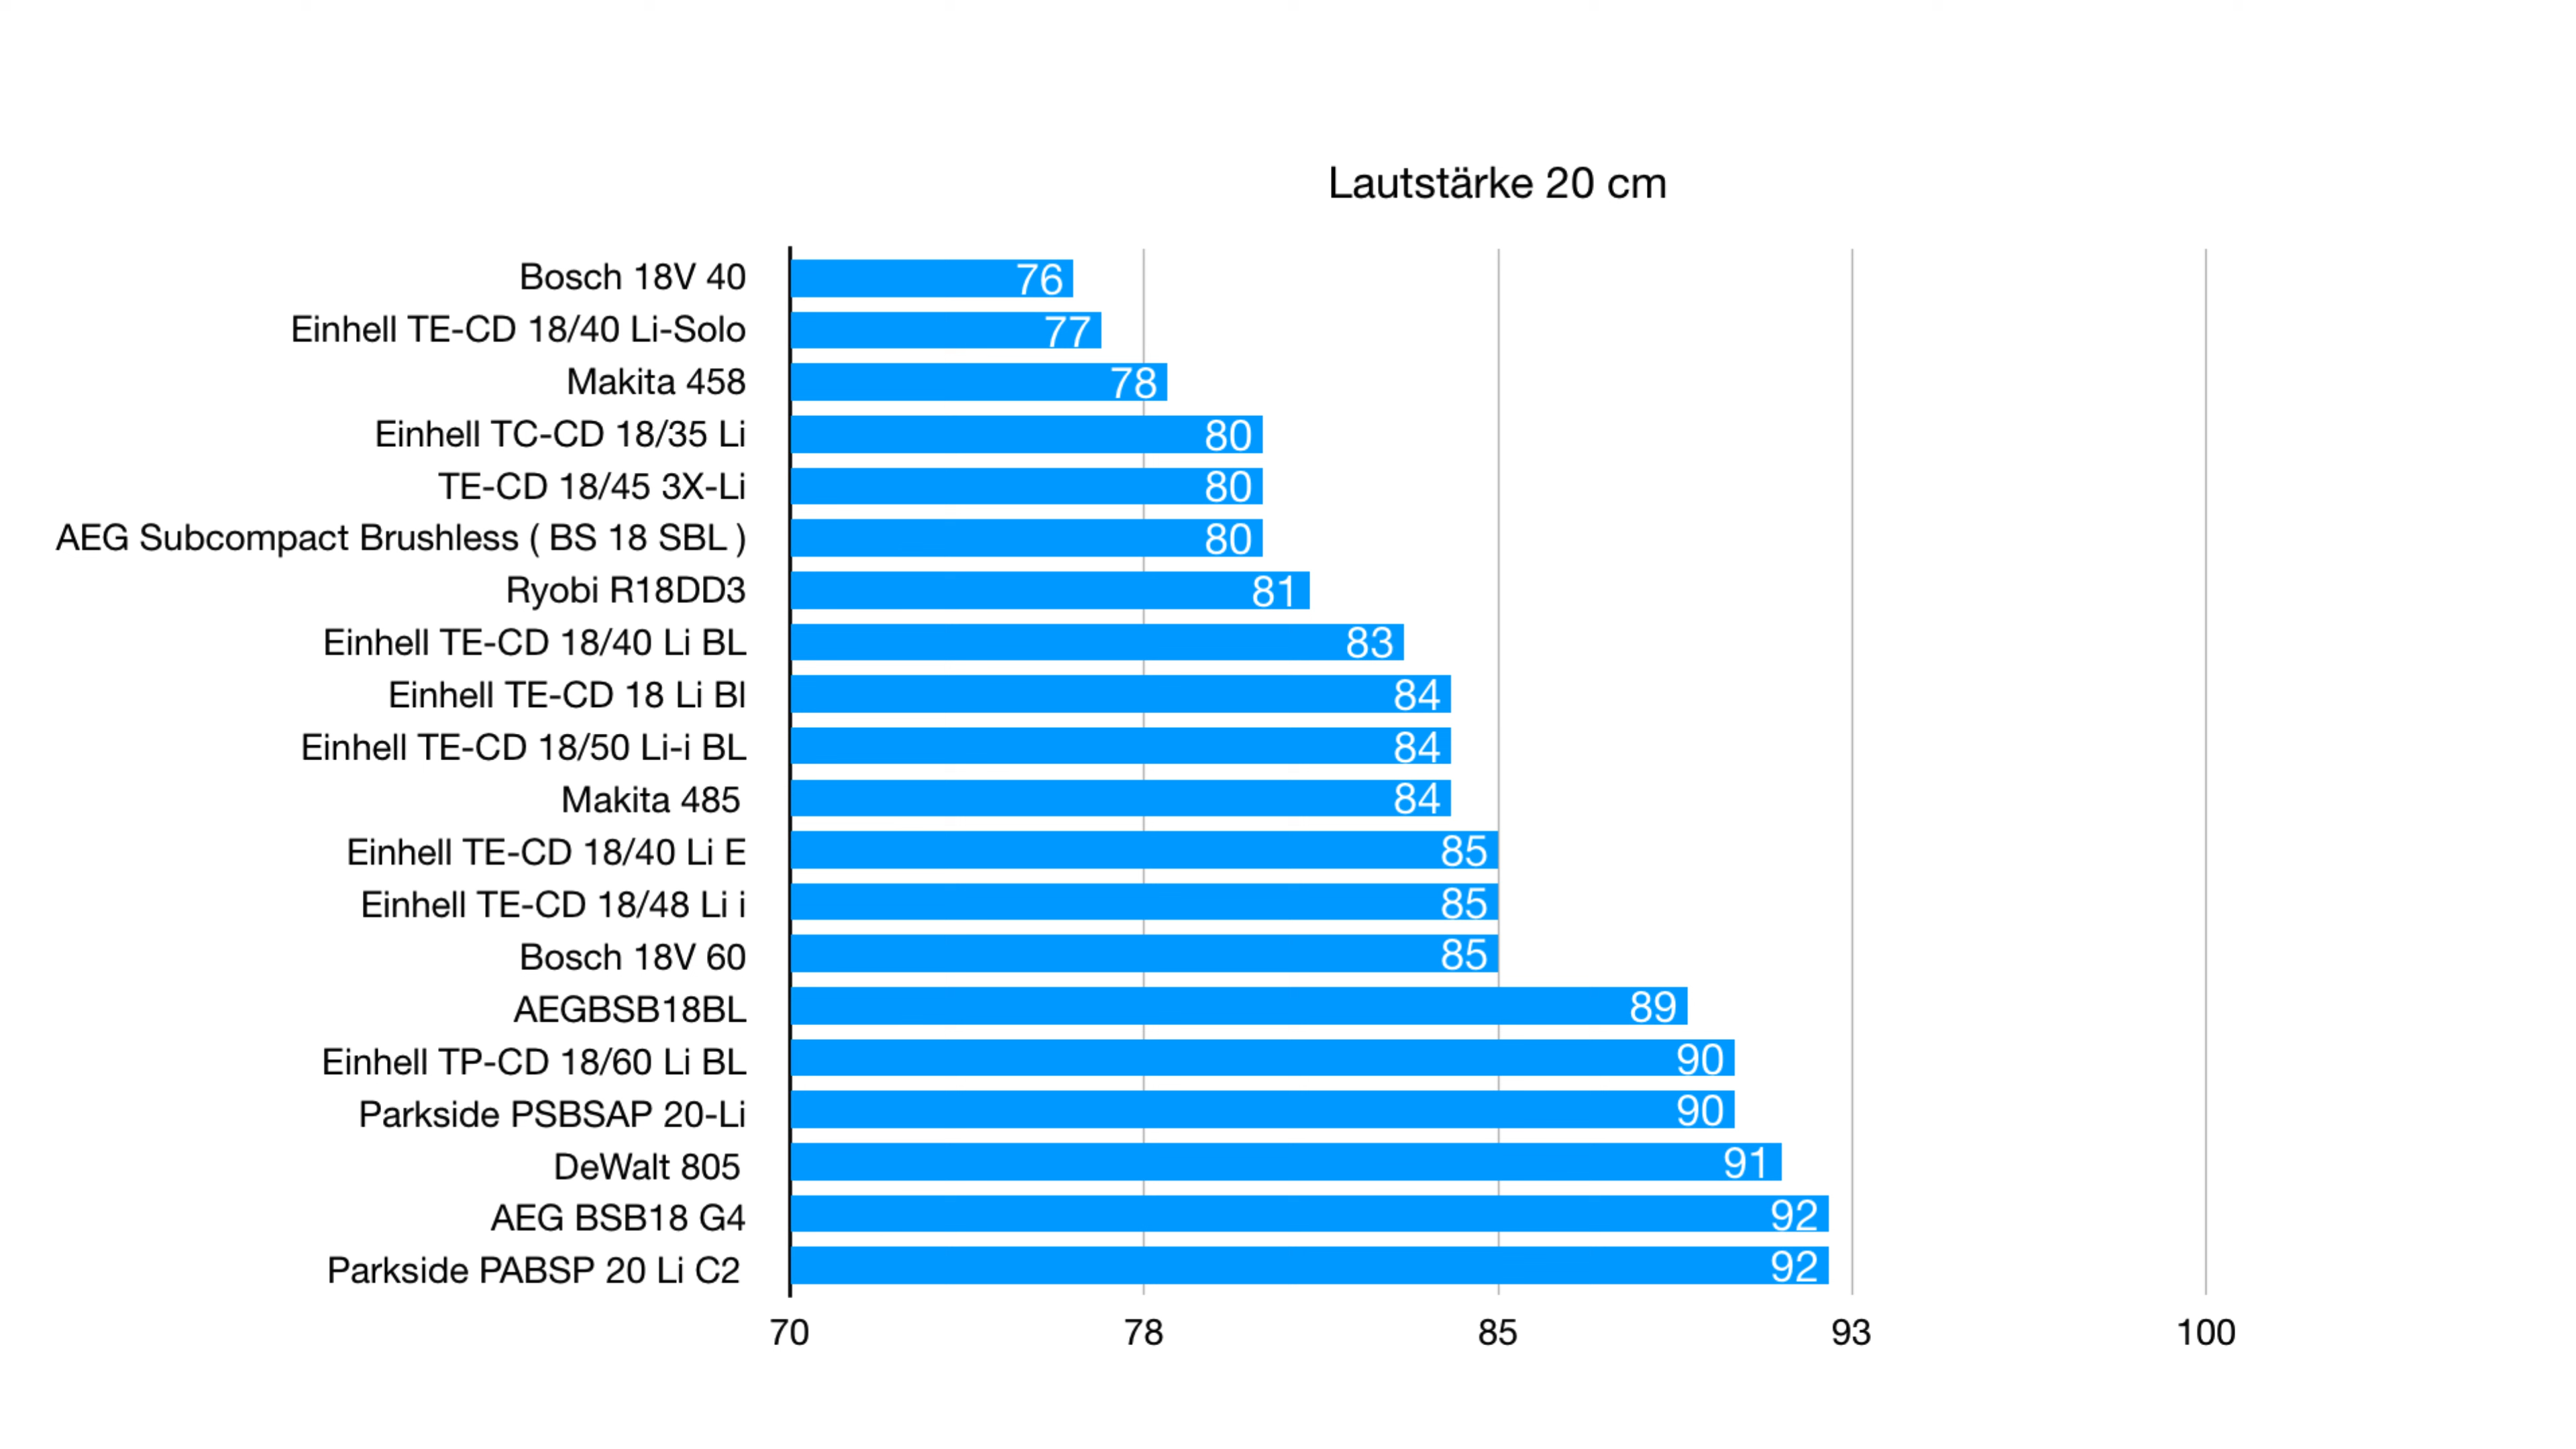 Lautstärke 20 cm
Bosch 18V 40 76
Einhell TE-CD 18/40 Li-Solo 77
Makita 458 78
Einhell TC-CD 18/35 Li 80
TE-CD 18/45 3X-Li 80
AEG Subcompact Brushless ( BS 18 SBL ) 80
Ryobi R18DD3 81
Einhell TE-CD 18/40 Li BL 83
Einhell TE-CD 18 Li Bl 84
Einhell TE-CD 18/50 Li-i BL 84
Makita 485 84
Einhell TE-CD 18/40 Li E 85
Einhell TE-CD 18/48 Li i 85
Bosch 18V 60 85
AEGBSB18BL 89
Einhell TP-CD 18/60 Li BL 90
Parkside PSBSAP 20-Li 90
DeWalt 805 91
AEG BSB18 G4 92
Parkside PABSP 20 Li C2 92
70 78 85 93 100